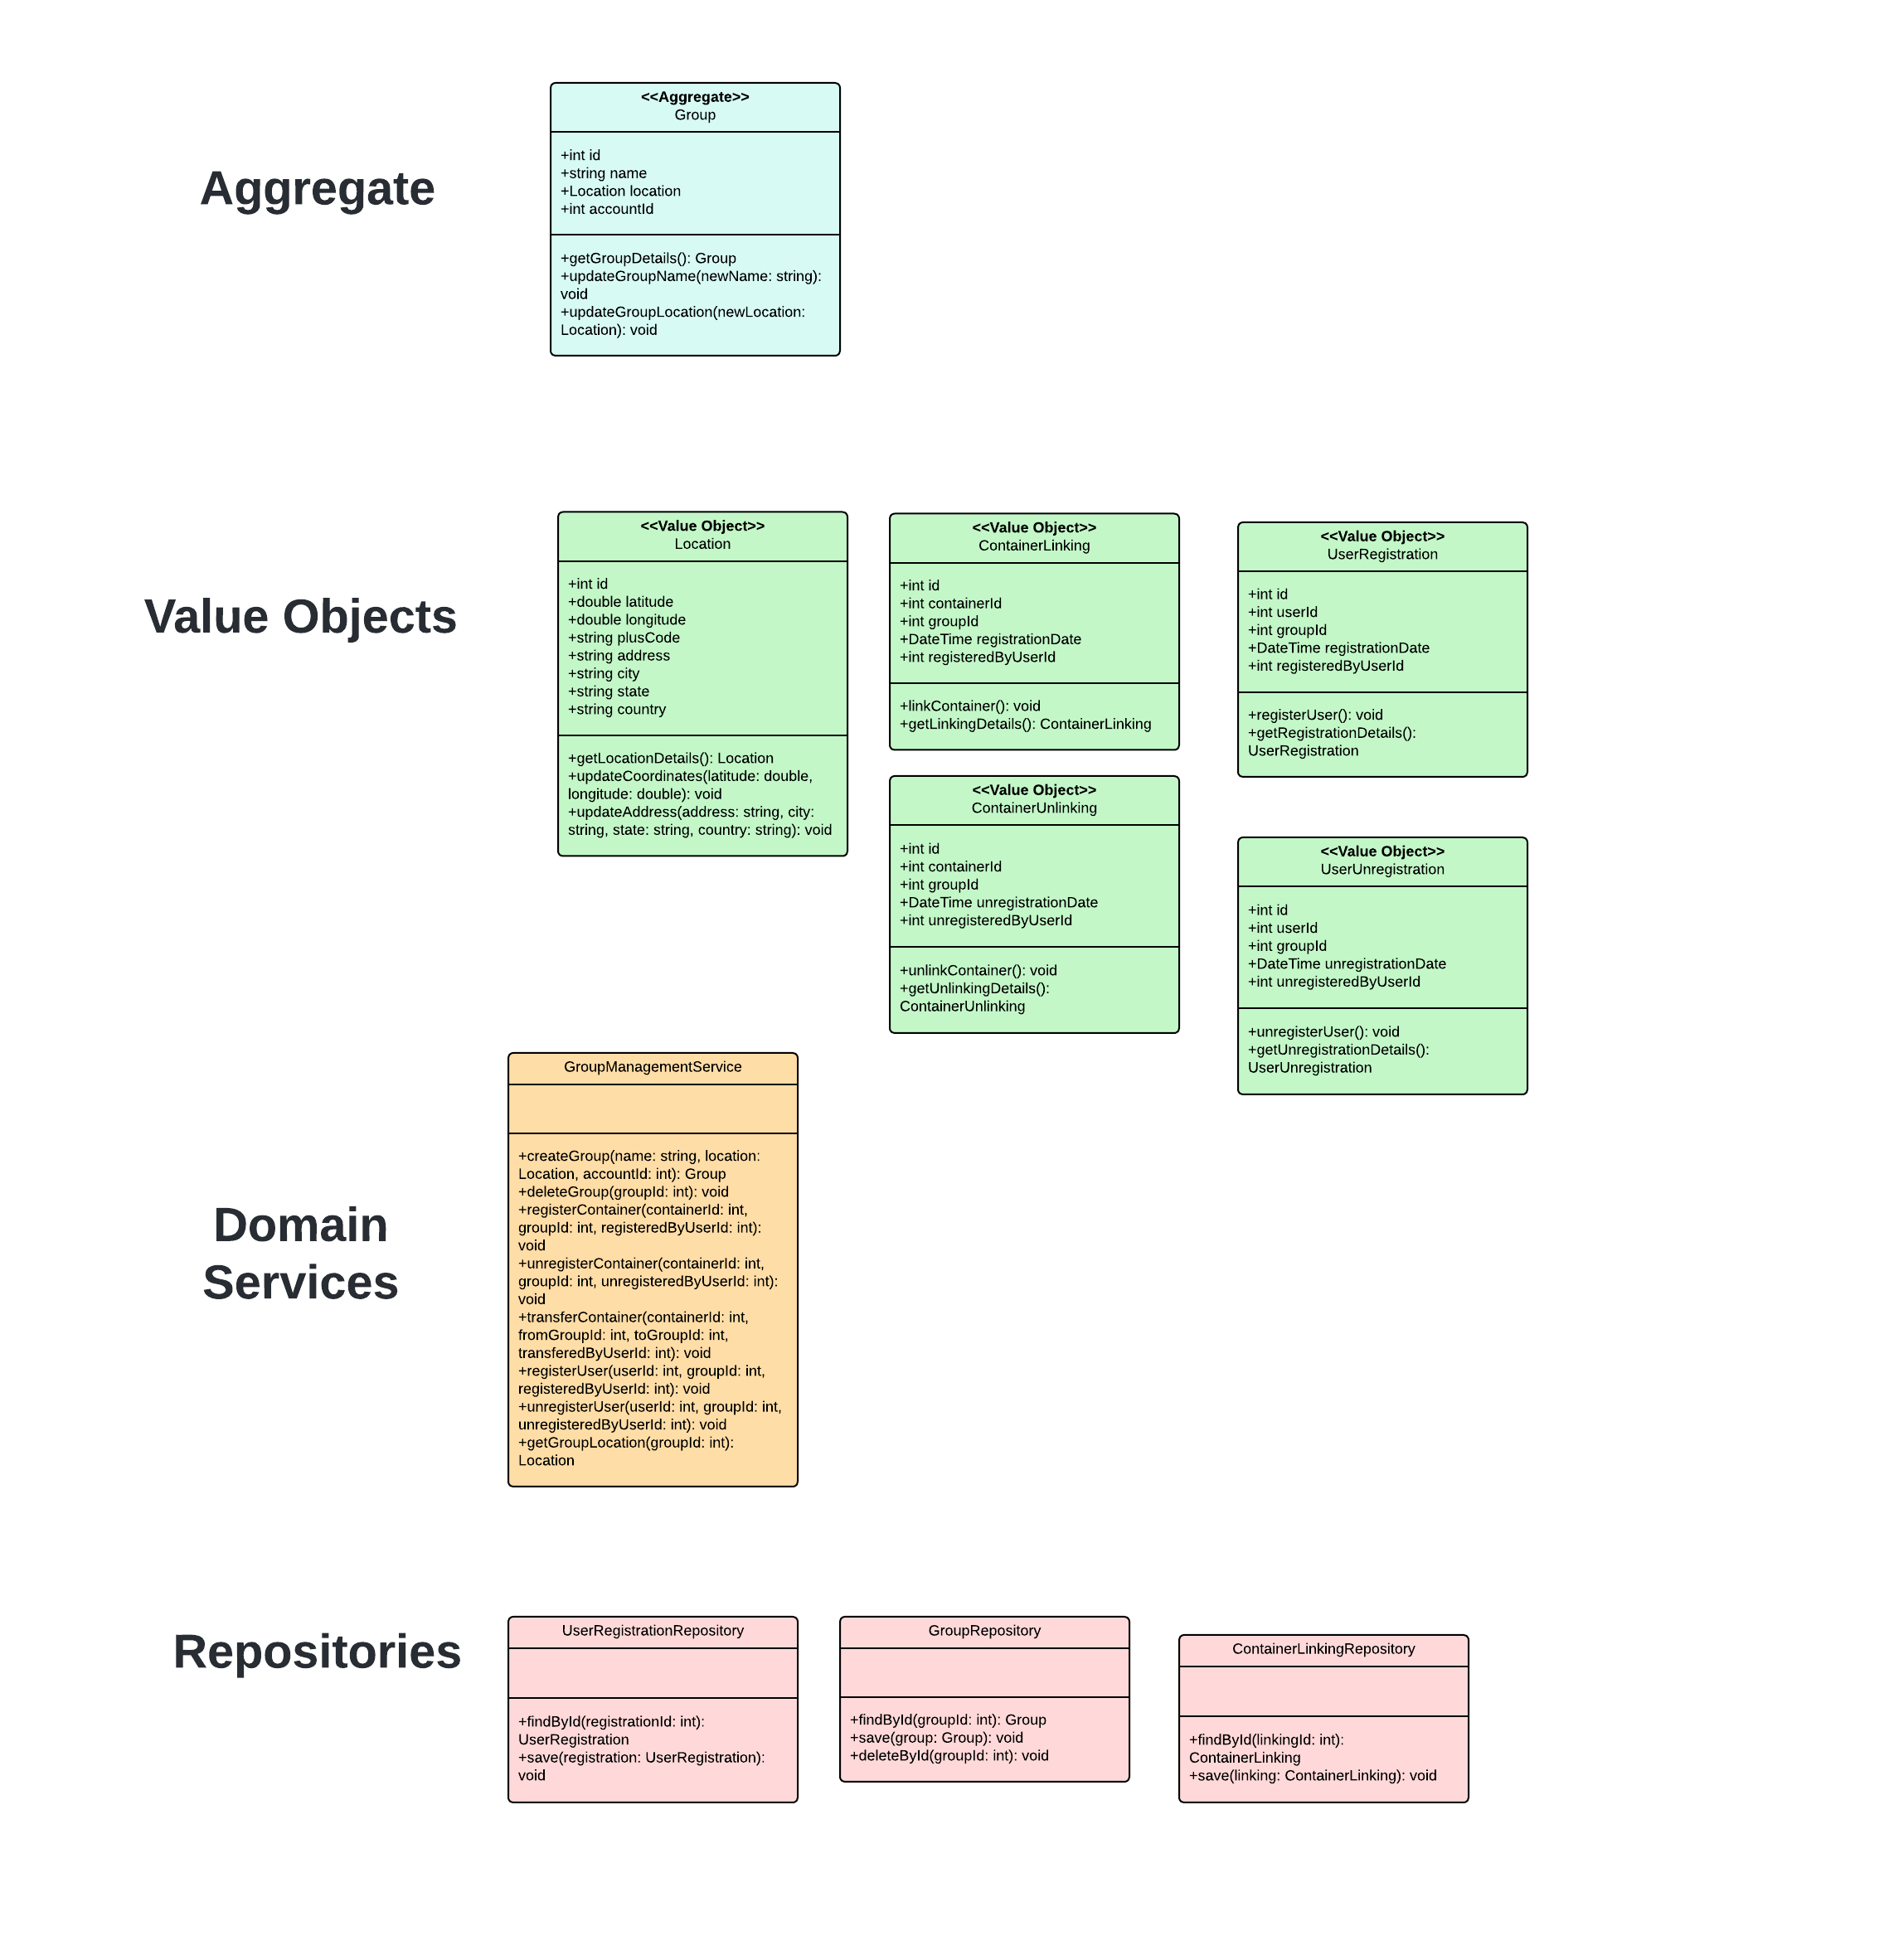 Aggregate
<<Aggregate>>
Group
+int id
+string name
+Location location
+int accountId
+getGroupDetails(): Group
+updateGroupName(newName: string):
void
+updateGroupLocation(newLocation:
Location): void
Value Objects
<<Value Object>>
Location
+int id
+double latitude
+double longitude
+string plusCode
+string address
+string city
+string state
+string country
+getLocationDetails(): Location
+updateCoordinates(latitude: double,
longitude: double): void
+updateAddress(address: string, city:
string, state: string, country: string): void
<<Value Object>>
ContainerLinking
+int id
+int containerId
+int groupId
+DateTime registrationDate
+int registeredByUserId
+linkContainer(): void
+getLinkingDetails(): ContainerLinking
<<Value Object>>
UserRegistration
+int id
+int userId
+int groupId
+DateTime registrationDate
+int registeredByUserId
+registerUser(): void
+getRegistrationDetails():
UserRegistration
<<Value Object>>
ContainerUnlinking
+int id
+int containerId
+int groupId
+DateTime unregistrationDate
+int unregisteredByUserId
+unlinkContainer(): void
+getUnlinkingDetails():
ContainerUnlinking
<<Value Object>>
UserUnregistration
+int id
+int userId
+int groupId
+DateTime unregistrationDate
+int unregisteredByUserId
+unregisterUser(): void
+getUnregistrationDetails():
UserUnregistration
Domain
Services
GroupManagementService
+createGroup(name: string, location:
Location, accountId: int): Group
+deleteGroup(groupId: int): void
+registerContainer(containerId: int,
groupId: int, registeredByUserId: int):
void
+unregisterContainer(containerId: int,
groupId: int, unregisteredByUserId: int):
void
+transferContainer(containerId: int,
fromGroupId: int, toGroupId: int,
transferedByUserId: int): void
+registerUser(userId: int, groupId: int,
registeredByUserId: int): void
+unregisterUser(userId: int, groupId: int,
unregisteredByUserId: int): void
+getGroupLocation(groupId: int):
Location
Repositories
UserRegistrationRepository
+findById(registrationId: int):
UserRegistration
+save(registration: UserRegistration):
void
GroupRepository
+findById(groupId: int): Group
+save(group: Group): void
+deleteById(groupId: int): void
ContainerLinkingRepository
+findById(linkingId: int):
ContainerLinking
+save(linking: ContainerLinking): void